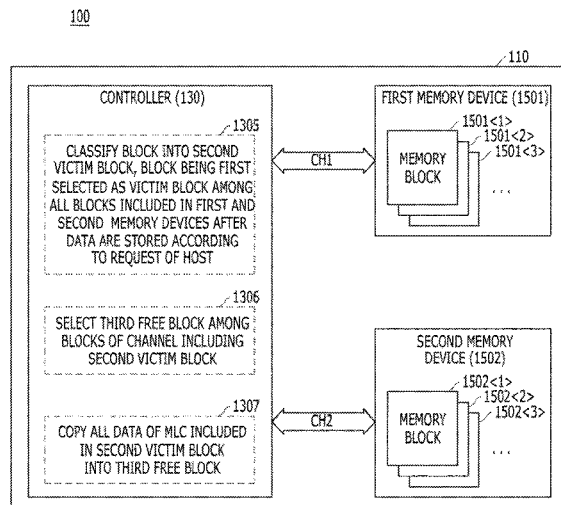 100
110
CONTROLLER (130)
1305
CLASSIFY BLOCK INTO SECOND
VICTIM BLOCK, BLOCK BEING FIRST
SELECTED AS VICTIM BLOCK AMONG
ALL BLOCKS INCLUDED IN FIRST AND
SECOND MEMORY DEVICES AFTER
DATA ARE STORED ACCORDING
TO REQUEST OF HOST
1306
SELECT THIRD FREE BLOCK AMONG
BLOCKS OF CHANNEL INCLUDING
SECOND VICTIM BLOCK
1307
COPY ALL DATA OF MLC INCLUDED
IN SECOND VICTIM BLOCK
INTO THIRD FREE BLOCK
CH1
CH2
FIRST MEMORY DEVICE (1501)
1501<1>
1501<2>
1501<3>
MEMORY
BLOCK
...
SECOND MEMORY
DEVICE (1502)
1502<1>
1502<2>
1502<3>
MEMORY
BLOCK
...